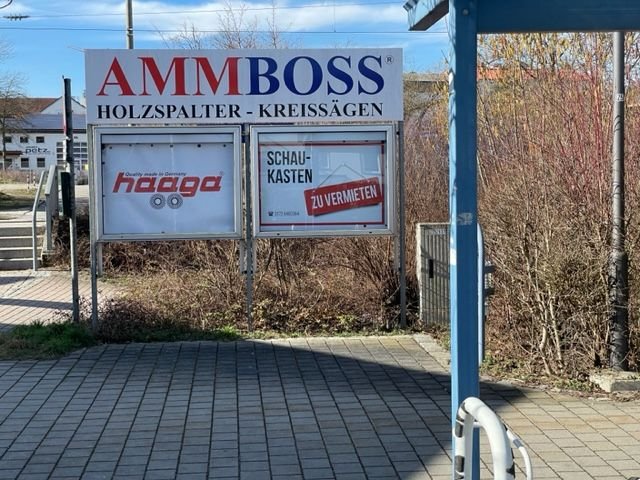 AMMBOSS®
HOLZSPALTER - KREISSÄGEN
Quality made in Germany
haaga®
SCHAU-
KASTEN
ZU VERMIETEN